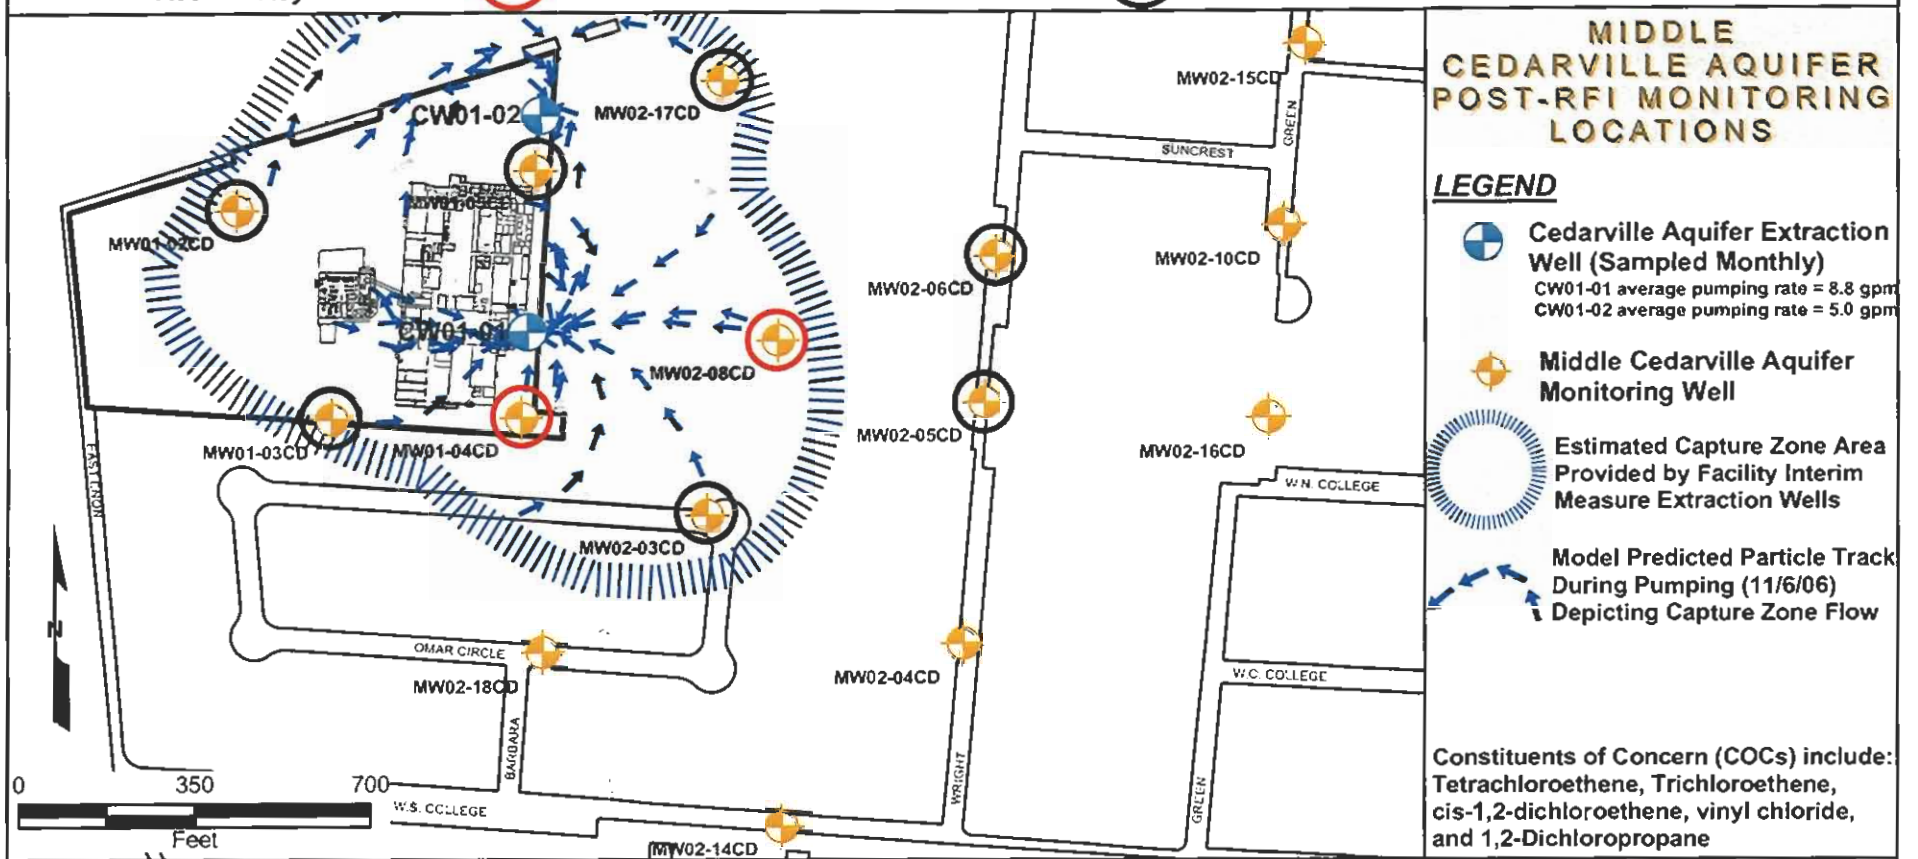 MIDDLE
CEDARVILLE AQUIFER
POST-RFI MONITORING
LOCATIONS
LEGEND
Cedarville Aquifer Extraction
Well (Sampled Monthly)
CW01-01 average pumping rate = 8.8 gpm
CW01-02 average pumping rate = 5.0 gpm
Middle Cedarville Aquifer
Monitoring Well
Estimated Capture Zone Area
Provided by Facility Interim
Measure Extraction Wells
Model Predicted Particle Track
During Pumping (11/6/06)
Depicting Capture Zone Flow
Constituents of Concern (COCs) include:
Tetrachloroethene, Trichloroethene,
cis-1,2-dichloroethene, vinyl chloride,
and 1,2-Dichloropropane
MW02-15CD
CW01-02
MW02-17CD
GREEN
SUNCREST
MW01-05CD
MW01-02CD
MW02-10CD
MW02-06CD
CW01-01
MW02-08CD
MW02-05CD
MW01-03CD
MW01-04CD
MW02-16CD
W.N. COLLEGE
MW02-03CD
N
OMAR CIRCLE
MW02-18CD
MW02-04CD
W.C. COLLEGE
BARBARA
WRIGHT
GREEN
0 350 700
Feet
W.S. COLLEGE
MW02-14CD